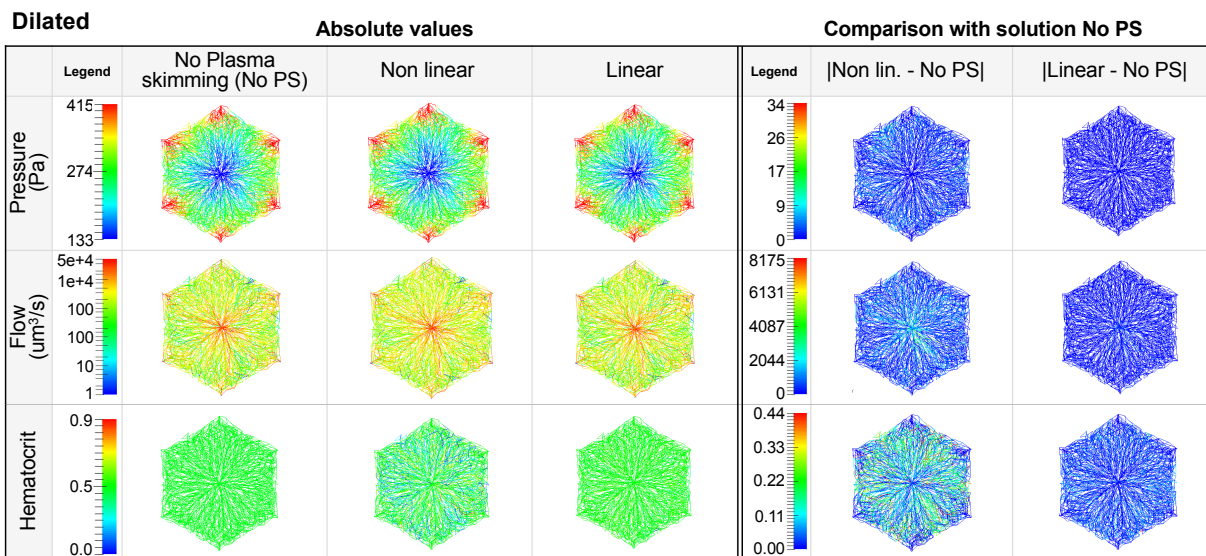 Dilated
Absolute values
Comparison with solution No PS
Legend
No Plasma
skimming (No PS)
Non linear
Linear
Legend
|Non lin. - No PS|
|Linear - No PS|
Pressure
(Pa)
415
274
133
34
26
17
9
0
Flow
(um³/s)
5e+4
1e+4
100
100
10
1
8175
6131
4087
2044
0
Hematocrit
0.9
0.5
0.0
0.44
0.33
0.22
0.11
0.00